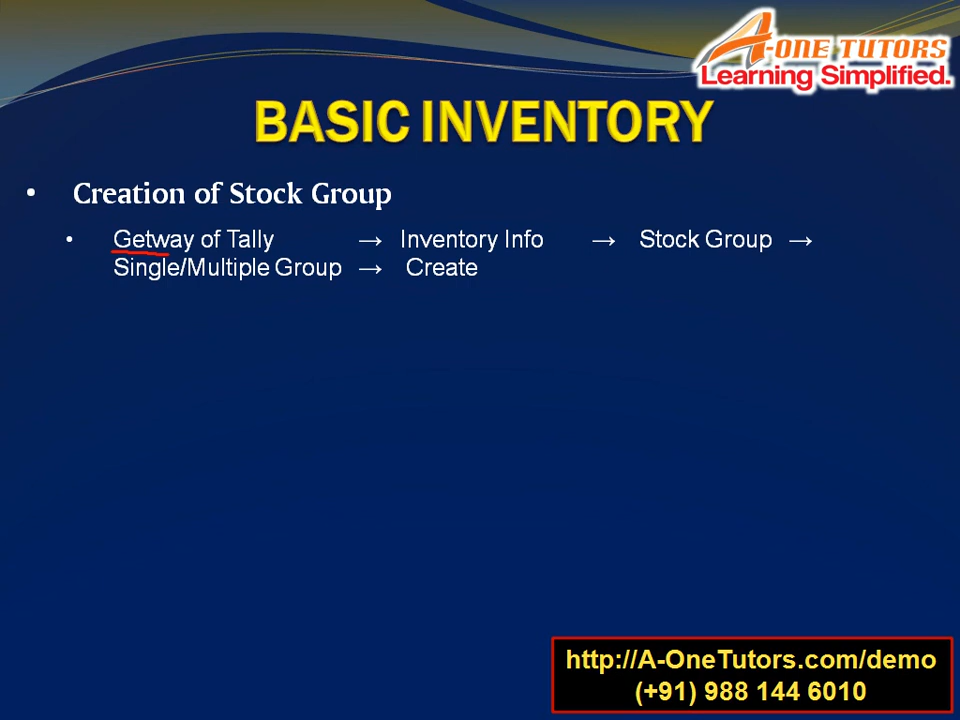 A-ONE TUTORS
Learning Simplified.
BASIC INVENTORY
• Creation of Stock Group
• Getway of Tally → Inventory Info → Stock Group →
Single/Multiple Group → Create
http://A-OneTutors.com/demo
(+91) 988 144 6010